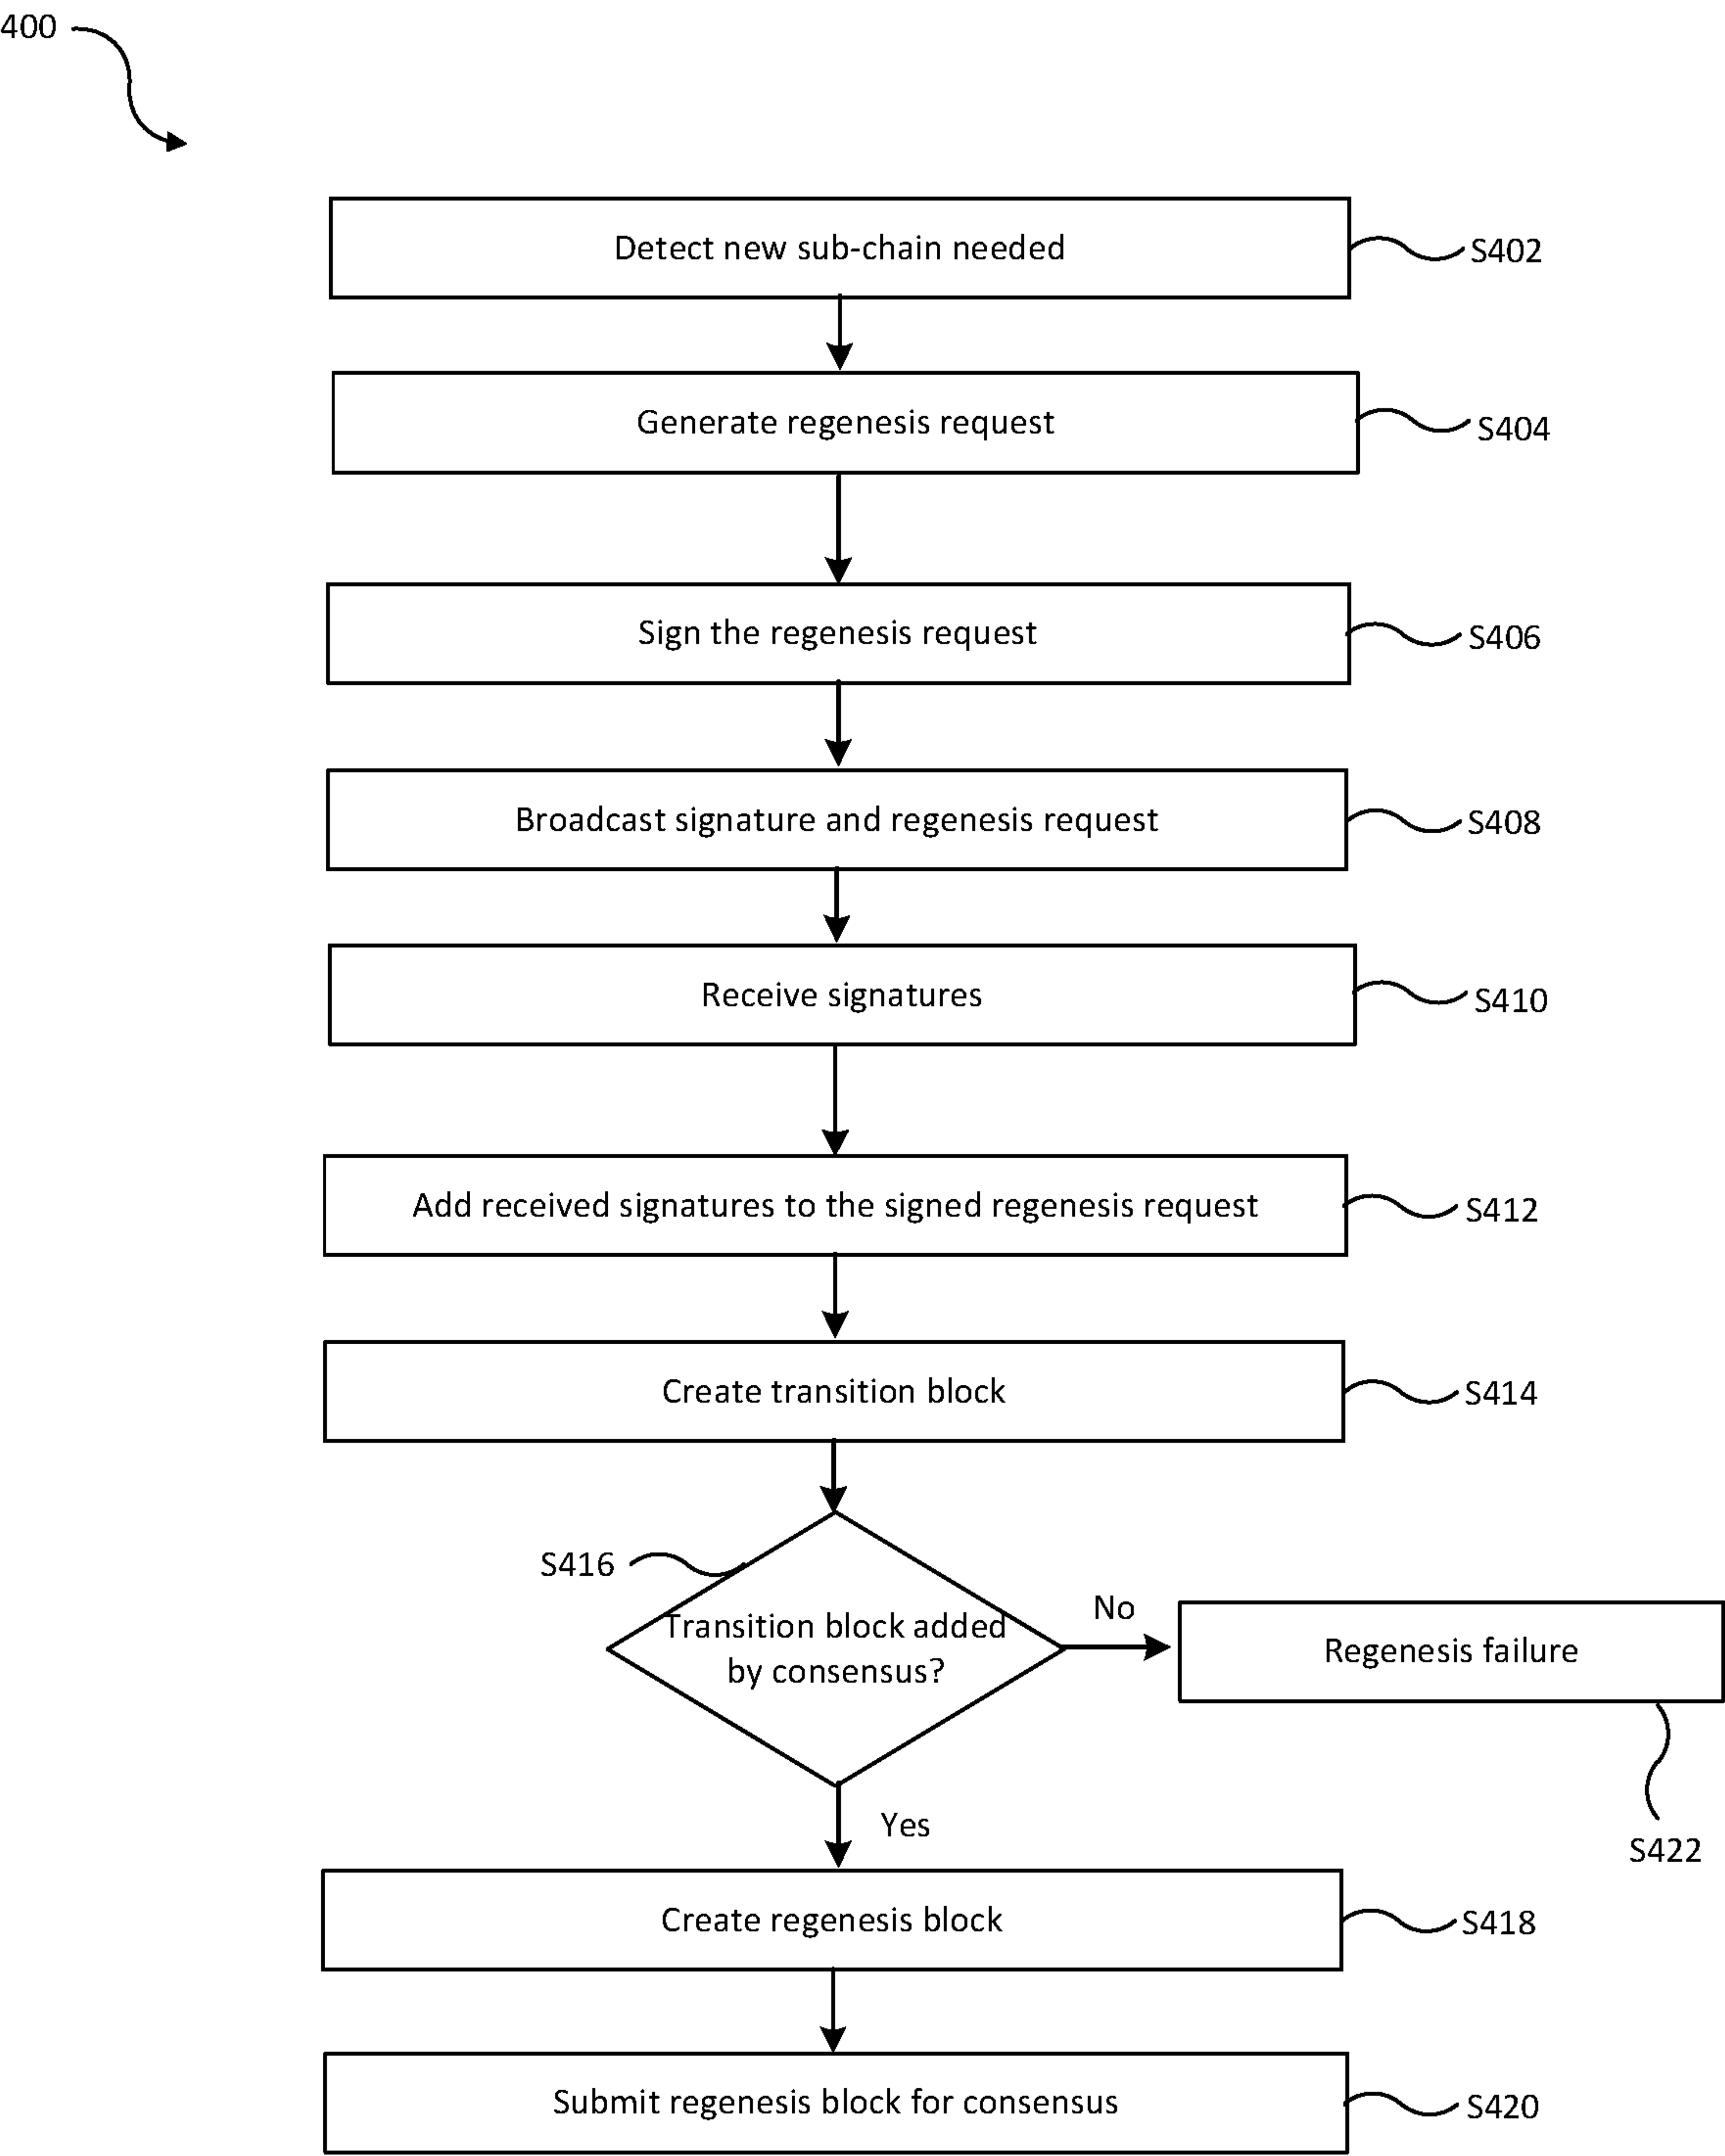 400
Detect new sub-chain needed
S402
Generate regenesis request
S404
Sign the regenesis request
S406
Broadcast signature and regenesis request
S408
Receive signatures
S410
Add received signatures to the signed regenesis request
S412
Create transition block
S414
S416
Transition block added
by consensus?
No
Regenesis failure
S422
Yes
Create regenesis block
S418
Submit regenesis block for consensus
S420